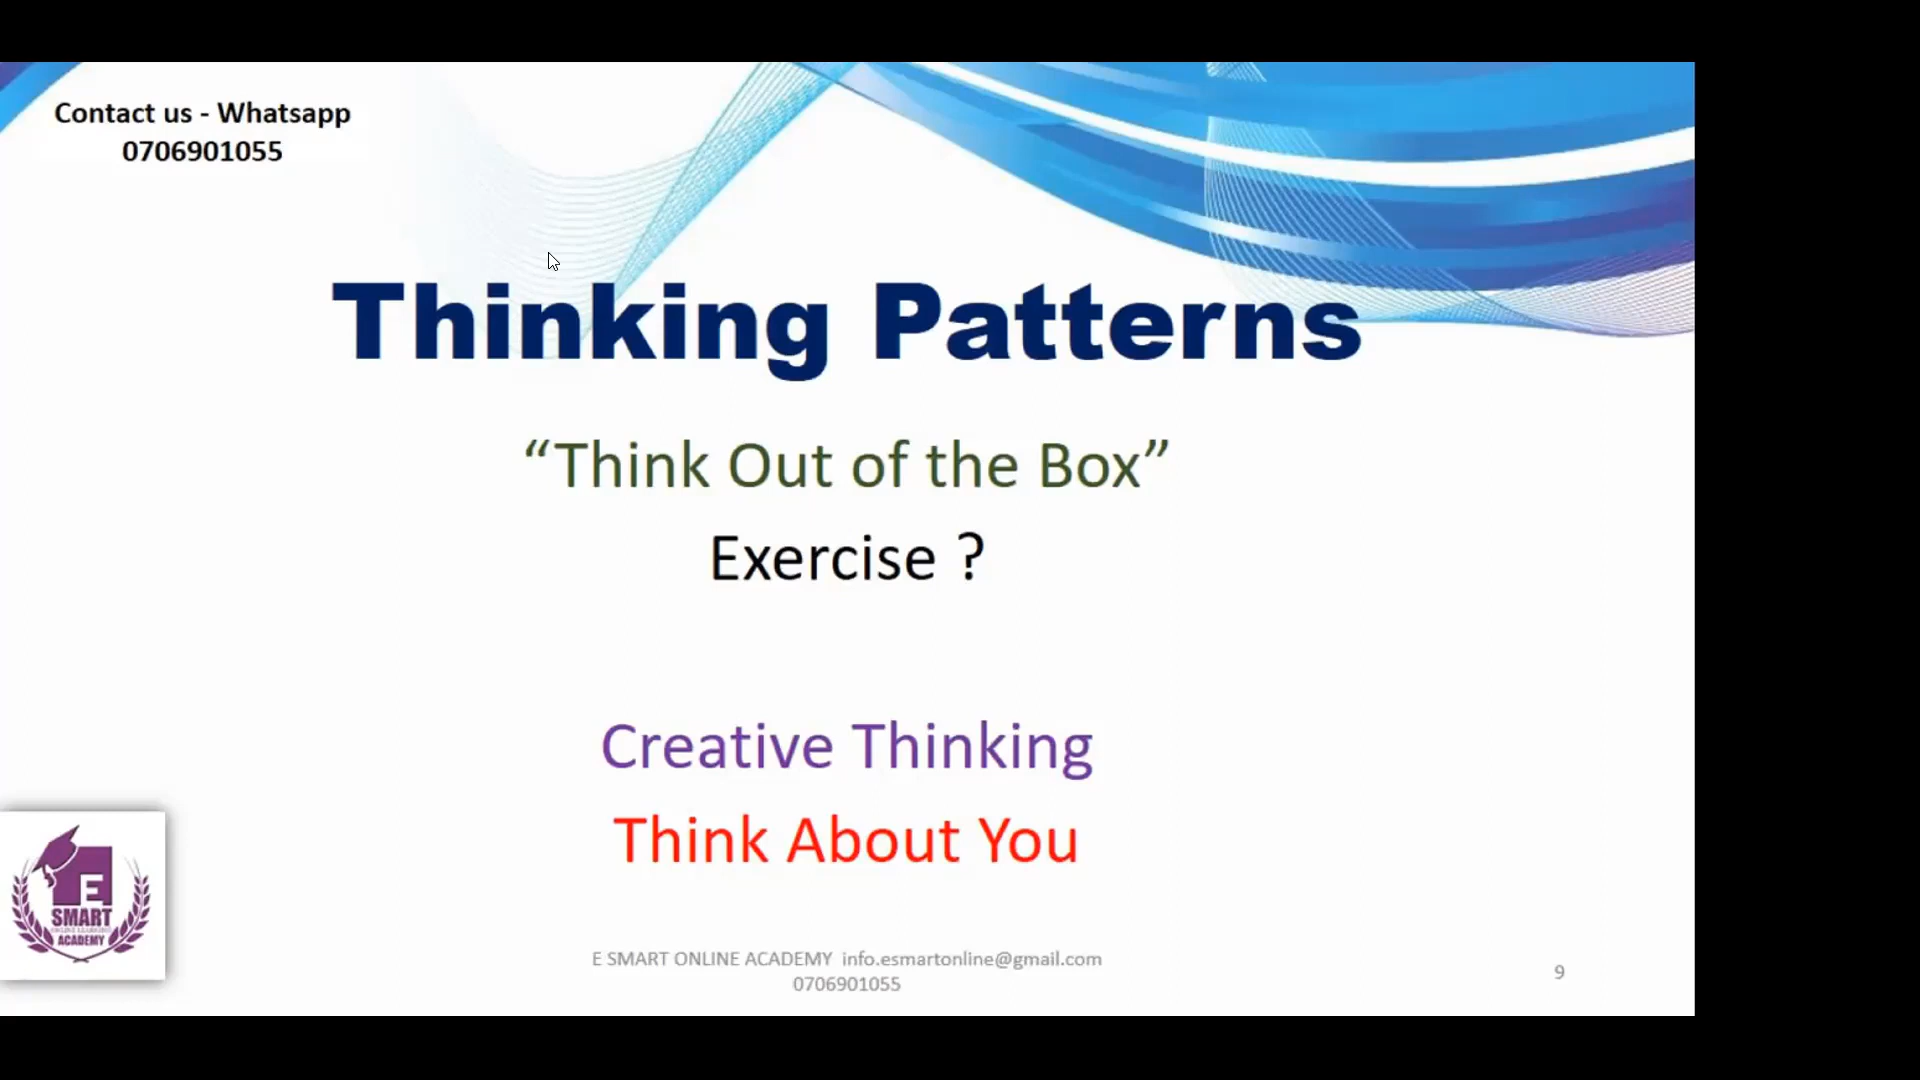 Contact us - Whatsapp
0706901055
Thinking Patterns
“Think Out of the Box”
Exercise ?
Creative Thinking
Think About You
E
SMART
ACADEMY
E SMART ONLINE ACADEMY info.esmartonline@gmail.com
0706901055
9